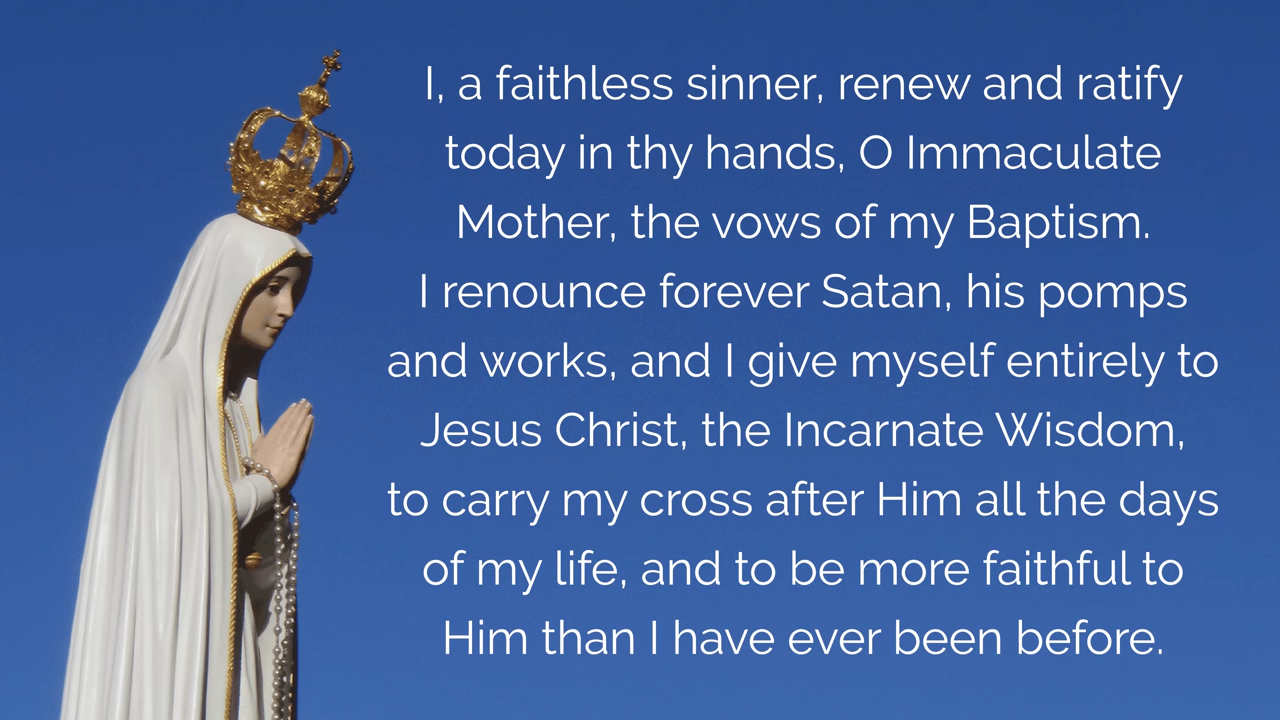 I, a faithless sinner, renew and ratify
today in thy hands, O Immaculate
Mother, the vows of my Baptism.
I renounce forever Satan, his pomps
and works, and I give myself entirely to
Jesus Christ, the Incarnate Wisdom,
to carry my cross after Him all the days
of my life, and to be more faithful to
Him than I have ever been before.